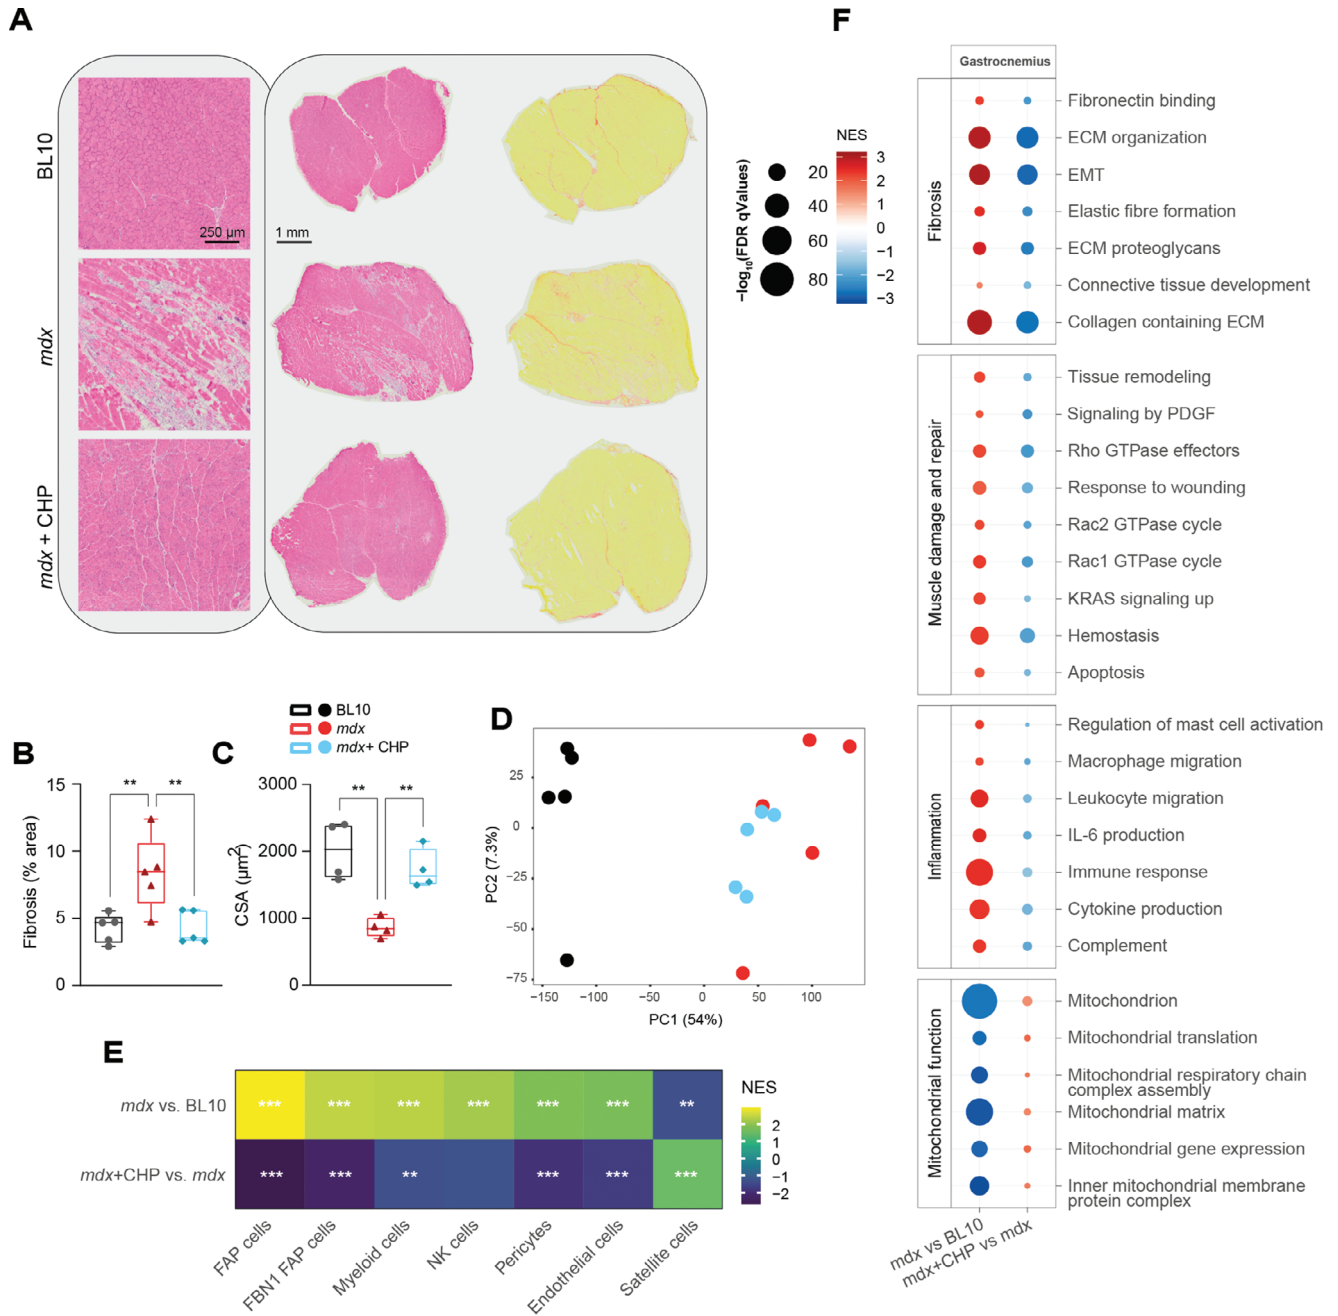 A
BL10
mdx
mdx + CHP
250 µm
1 mm
B
Fibrosis (% area)
15
10
5
0
**
**
C
BL10
mdx
mdx+ CHP
CSA (µm2)
3000
2000
1000
0
**
**
D
PC2 (7.3%)
25
0
−25
−50
−75
−150
−100
−50
0
50
100
PC1 (54%)
E
mdx vs. BL10
*** *** *** *** *** *** **
mdx+CHP vs. mdx
*** *** ** *** *** ***
FAP cells
FBN1 FAP cells
Myeloid cells
NK cells
Pericytes
Endothelial cells
Satellite cells
NES
2
1
0
−1
−2
F
−log10(FDR qValues)
20
40
60
80
NES
3
2
1
0
−1
−2
−3
Gastrocnemius
Fibrosis
Fibronectin binding
ECM organization
EMT
Elastic fibre formation
ECM proteoglycans
Connective tissue development
Collagen containing ECM
Muscle damage and repair
Tissue remodeling
Signaling by PDGF
Rho GTPase effectors
Response to wounding
Rac2 GTPase cycle
Rac1 GTPase cycle
KRAS signaling up
Hemostasis
Apoptosis
Inflammation
Regulation of mast cell activation
Macrophage migration
Leukocyte migration
IL-6 production
Immune response
Cytokine production
Complement
Mitochondrial function
Mitochondrion
Mitochondrial translation
Mitochondrial respiratory chain
complex assembly
Mitochondrial matrix
Mitochondrial gene expression
Inner mitochondrial membrane
protein complex
mdx vs BL10
mdx+CHP vs mdx